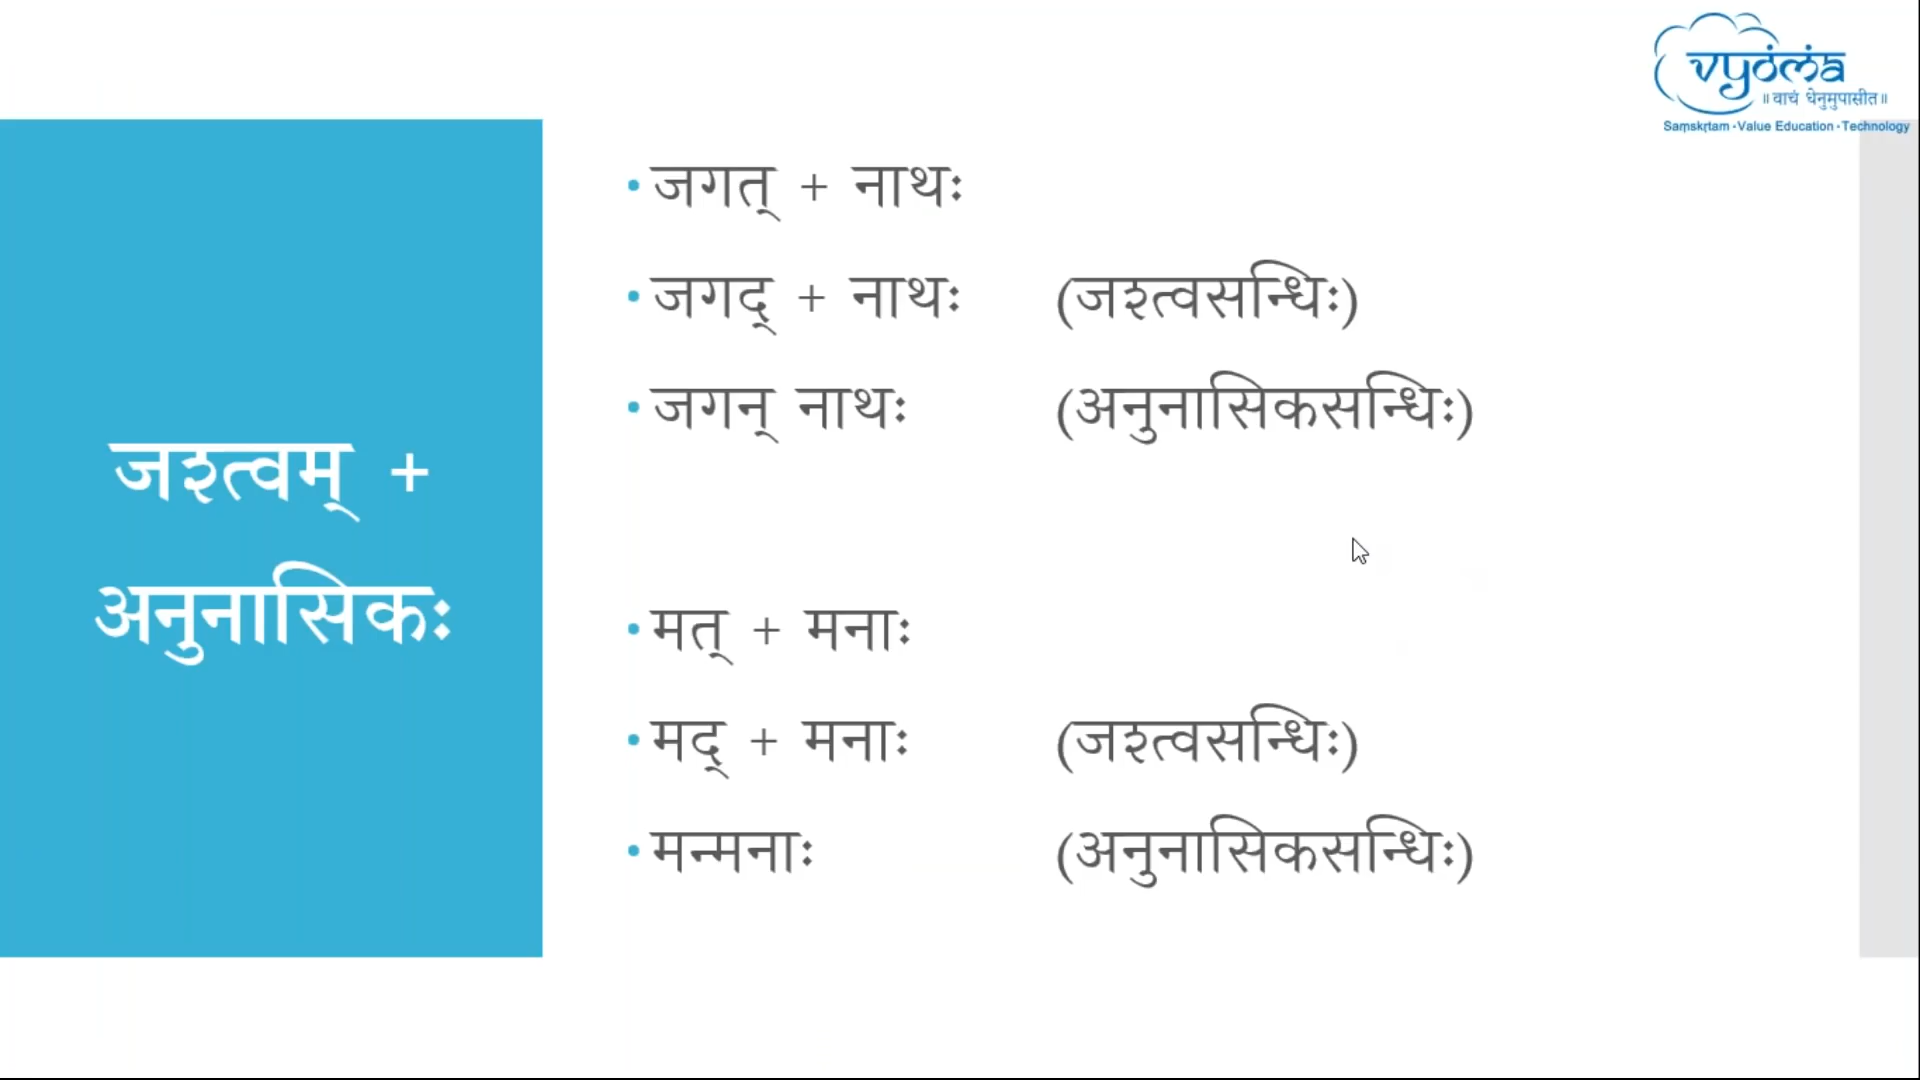 vyoma
॥ वाचं धेनुमुपासीत॥
Saṃskṛtam - Value Education - Technology
जश्त्वम् +
अनुनासिकः
• जगत् + नाथः
• जगद् + नाथः (जश्त्वसन्धिः)
• जगन् नाथः (अनुनासिकसन्धिः)
• मत् + मनाः
• मद् + मनाः (जश्त्वसन्धिः)
• मन्मनाः (अनुनासिकसन्धिः)